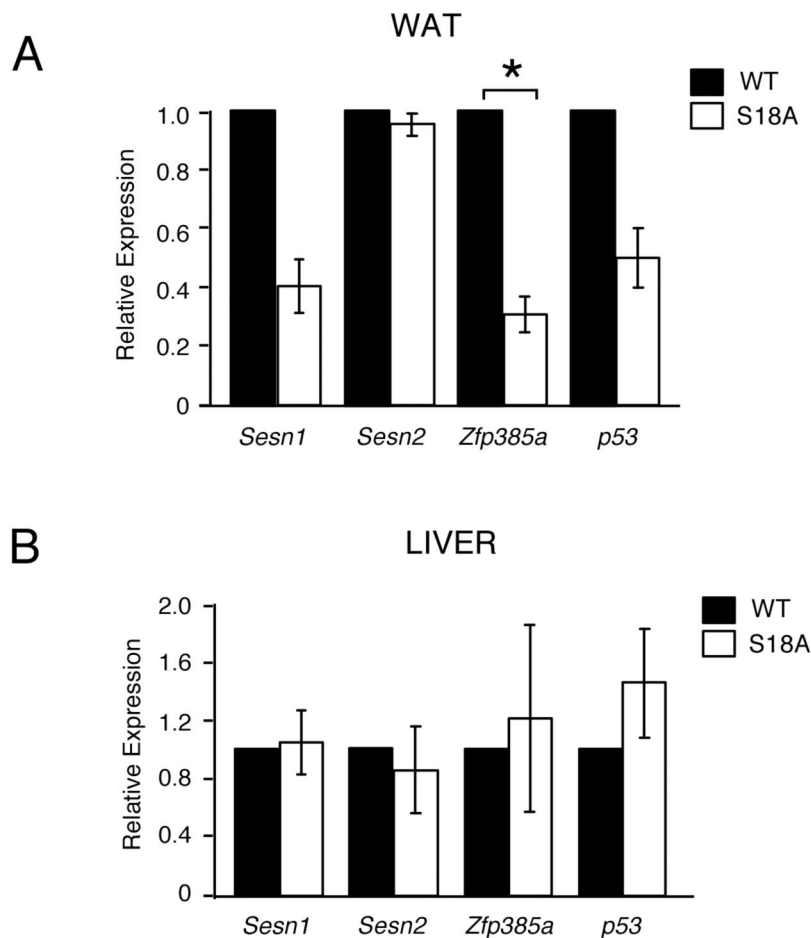 A
WAT
*
WT
S18A
Relative Expression
1.0
0.8
0.6
0.4
0.2
0
Sesn1 Sesn2 Zfp385a p53
B
LIVER
WT
S18A
Relative Expression
2.0
1.6
1.2
0.8
0.4
0
Sesn1 Sesn2 Zfp385a p53